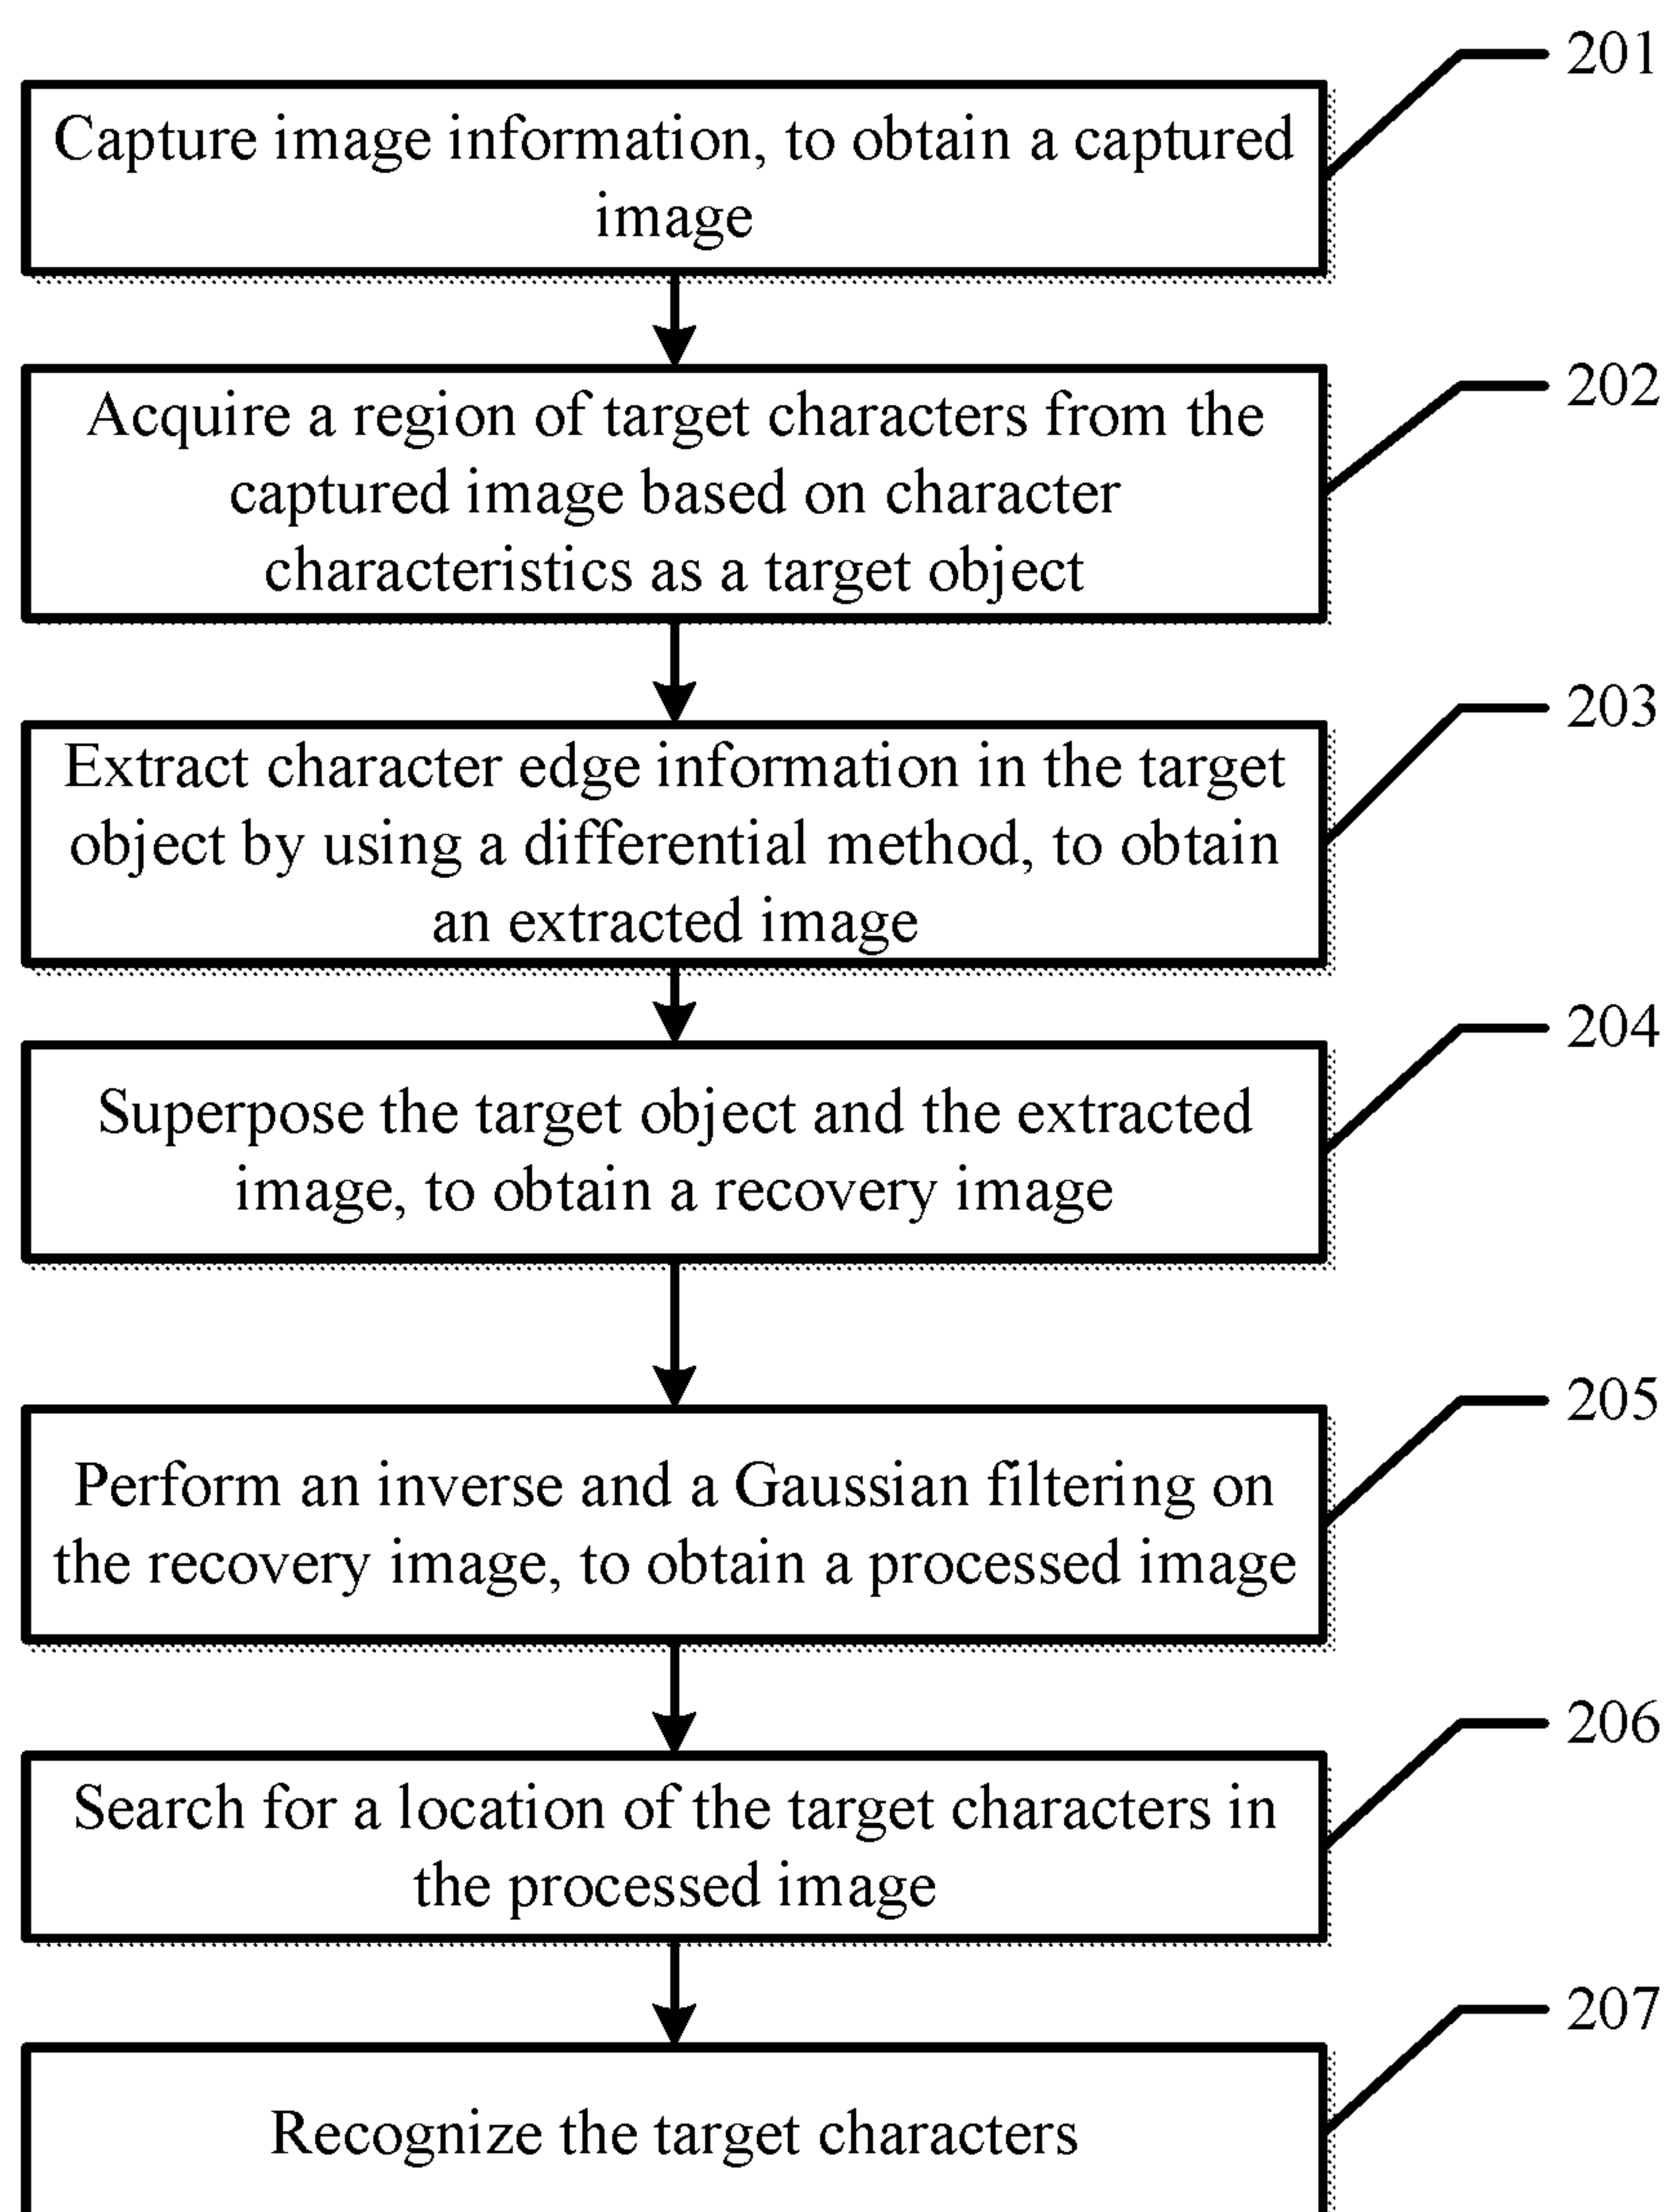 201
Capture image information, to obtain a captured
image
202
Acquire a region of target characters from the
captured image based on character
characteristics as a target object
203
Extract character edge information in the target
object by using a differential method, to obtain
an extracted image
204
Superpose the target object and the extracted
image, to obtain a recovery image
205
Perform an inverse and a Gaussian filtering on
the recovery image, to obtain a processed image
206
Search for a location of the target characters in
the processed image
207
Recognize the target characters